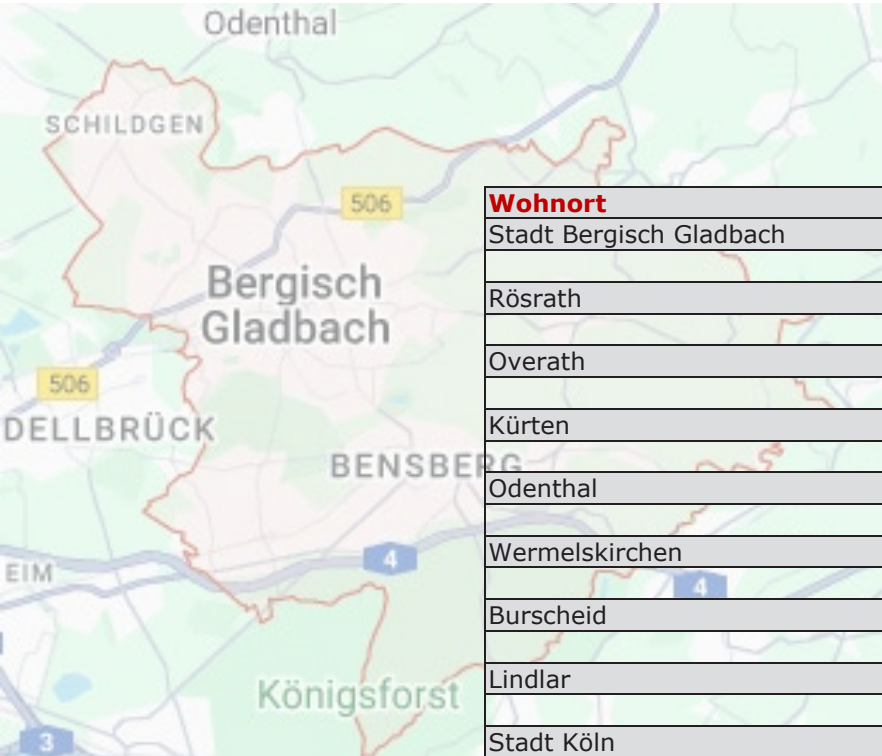 Odenthal
SCHILDGEN
506
Wohnort
Stadt Bergisch Gladbach
Bergisch
Gladbach
Rösrath
506
Overath
DELLBRÜCK
Kürten
BENSBERG
Odenthal
4
Wermelskirchen
EIM
4
Burscheid
Königsforst
Lindlar
3
Stadt Köln